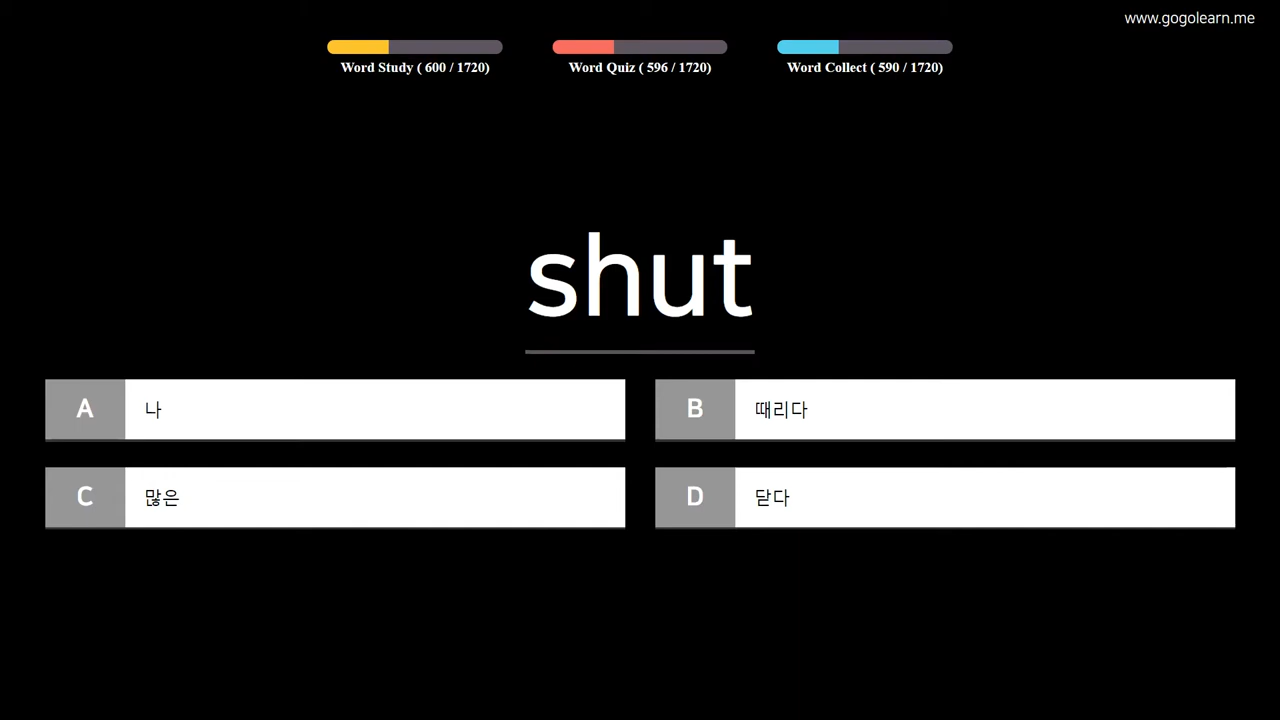 www.gogolearn.me
Word Study ( 600 / 1720)
Word Quiz ( 596 / 1720)
Word Collect ( 590 / 1720)
shut
A 나
B 때리다
C 많은
D 닫다